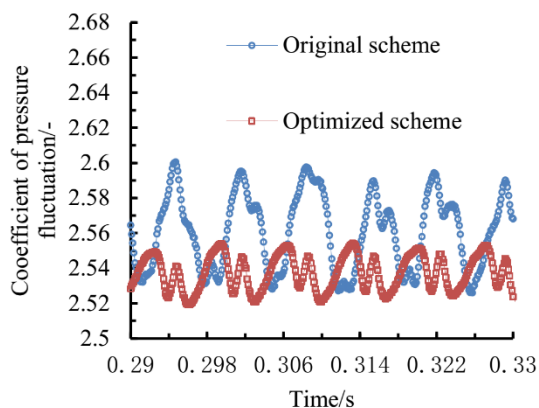 2.68
2.66
2.64
2.62
2.6
2.58
2.56
2.54
2.52
2.5
Cooefficient of pressure
fluctuation/-
Original scheme
Optimized scheme
0.29 0.298 0.306 0.314 0.322 0.33
Time/s